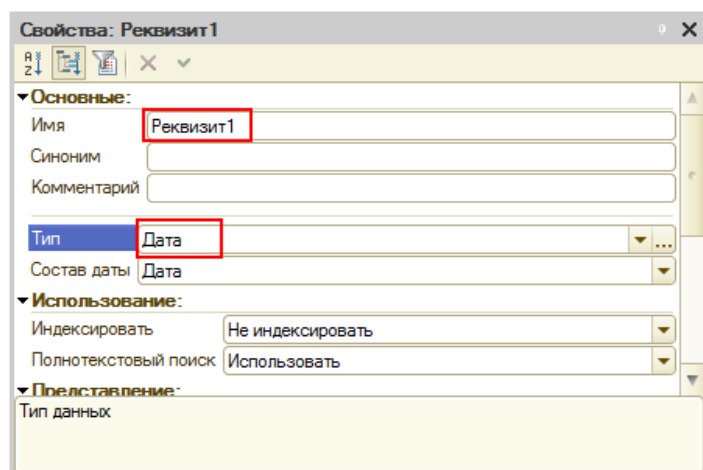 Свойства: Реквизит1
Основные:
Имя Реквизит1
Синоним
Комментарий
Тип Дата ...
Состав даты Дата
Использование:
Индексировать Не индексировать
Полнотекстовый поиск Использовать
Представление:
Тип данных